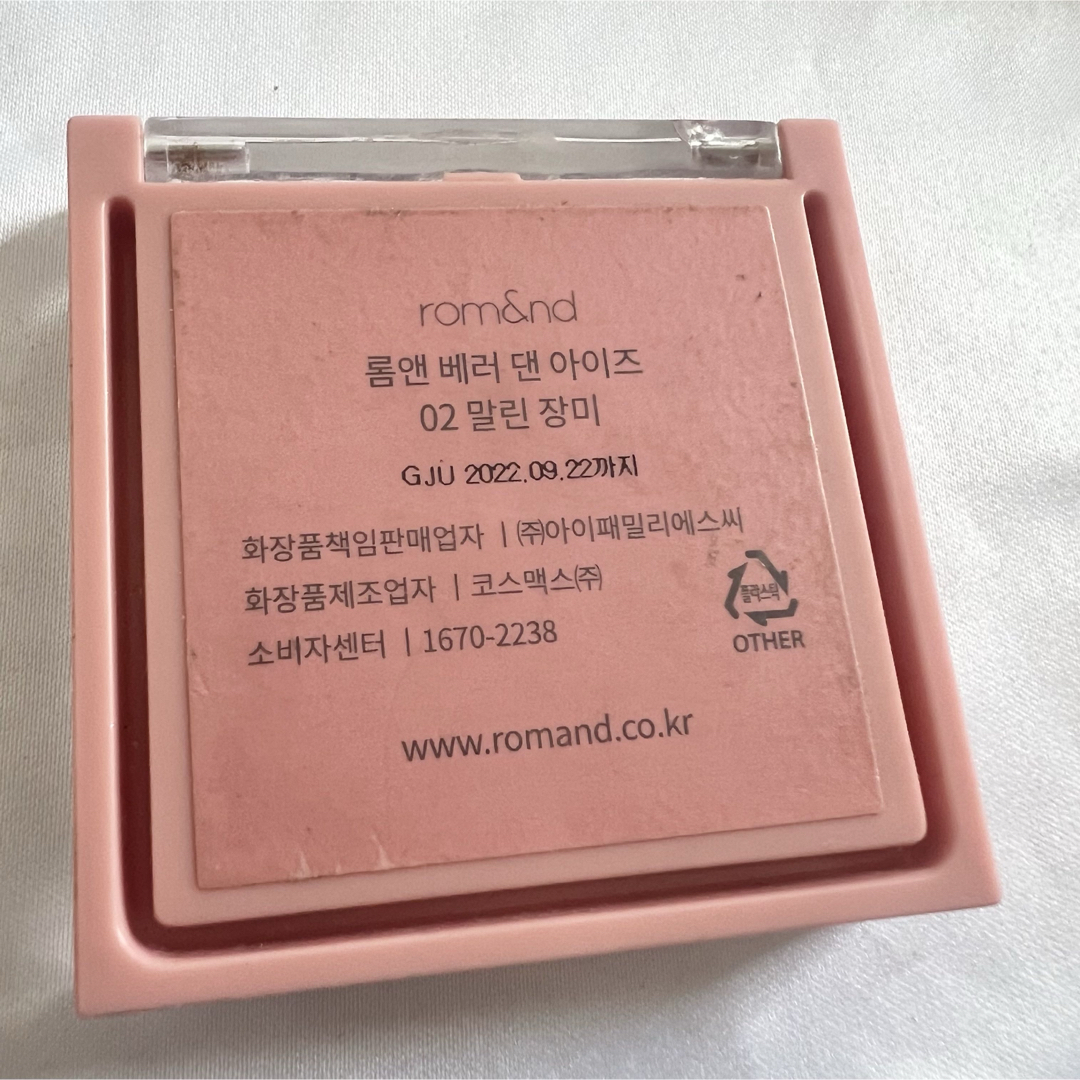 rom&nd
롬앤 베러 댄 아이즈
02 말린 장미
GJU 2022.09.22까지
화장품책임판매업자 | ㈜아이패밀리에스씨
화장품제조업자 | 코스맥스㈜
소비자센터 | 1670-2238
플라스틱
OTHER
www.romand.co.kr